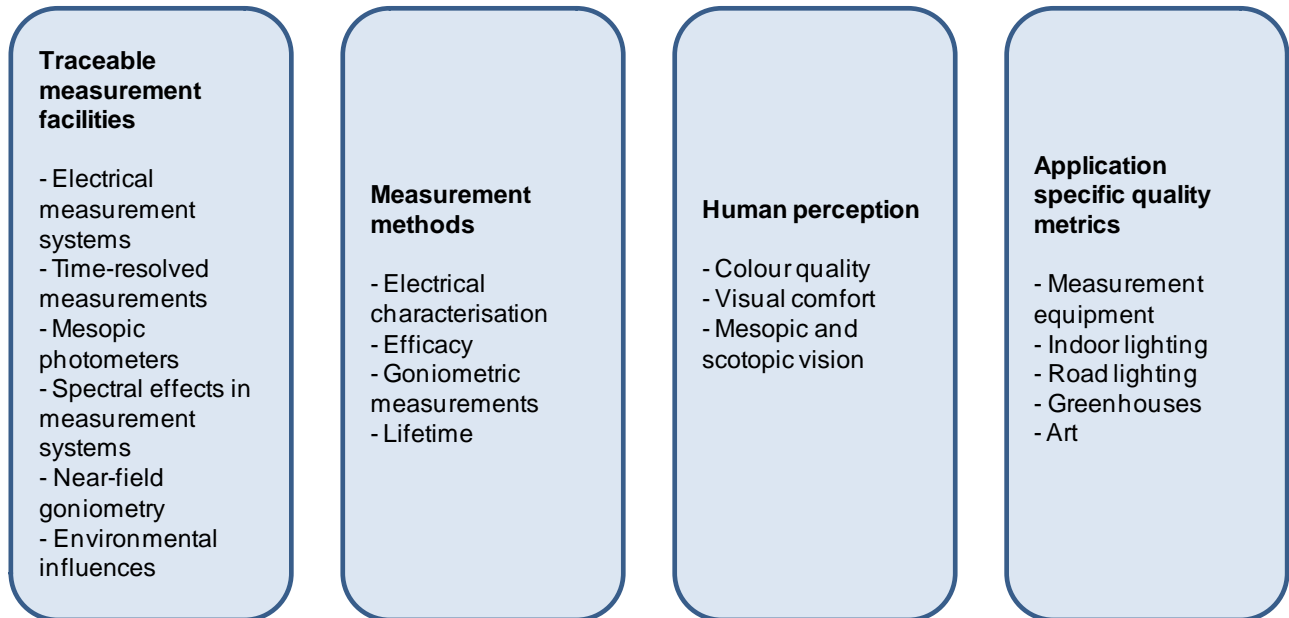 Traceable
measurement
facilities
- Electrical
measurement
systems
- Time-resolved
measurements
- Mesopic
photometers
- Spectral effects in
measurement
systems
- Near-field
goniometry
- Environmental
influences
Measurement
methods
- Electrical
characterisation
- Efficacy
- Goniometric
measurements
- Lifetime
Human perception
- Colour quality
- Visual comfort
- Mesopic and
scotopic vision
Application
specific quality
metrics
- Measurement
equipment
- Indoor lighting
- Road lighting
- Greenhouses
- Art